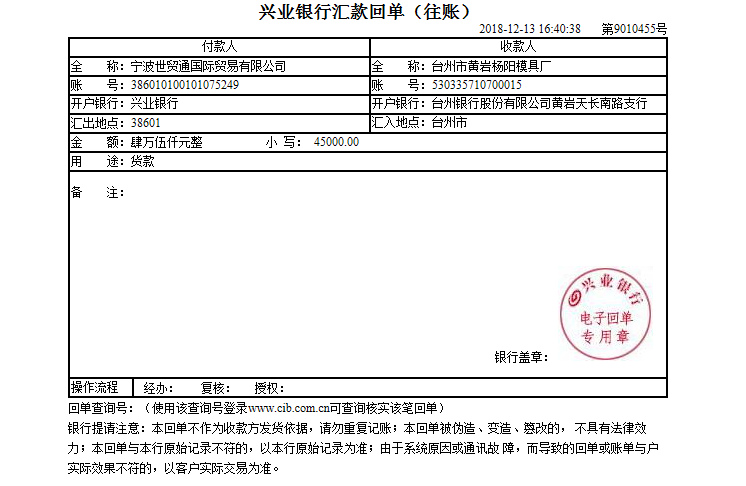 兴业银行汇款回单（往账）
2018-12-13 16:40:38 第9010455号
付款人 收款人
全 称：宁波世贸通国际贸易有限公司 全 称：台州市黄岩杨阳模具厂
账 号：386010100101075249 账 号：530335710700015
开户银行：兴业银行 开户银行：台州银行股份有限公司黄岩天长南路支行
汇出地点：38601 汇入地点：台州市
金 额：肆万伍仟元整 小 写： 45000.00
用 途：货款
备 注：
兴业银行
电子回单
专用章
银行盖章：
操作流程 经办： 复核： 授权：
回单查询号：（使用该查询号登录www.cib.com.cn可查询核实该笔回单）
银行提请注意：本回单不作为收款方发货依据，请勿重复记账；本回单被伪造、变造、篡改的， 不具有法律效
力；本回单与本行原始记录不符的，以本行原始记录为准；由于系统原因或通讯故 障，而导致的回单或账单与户
实际效果不符的，以客户实际交易为准。